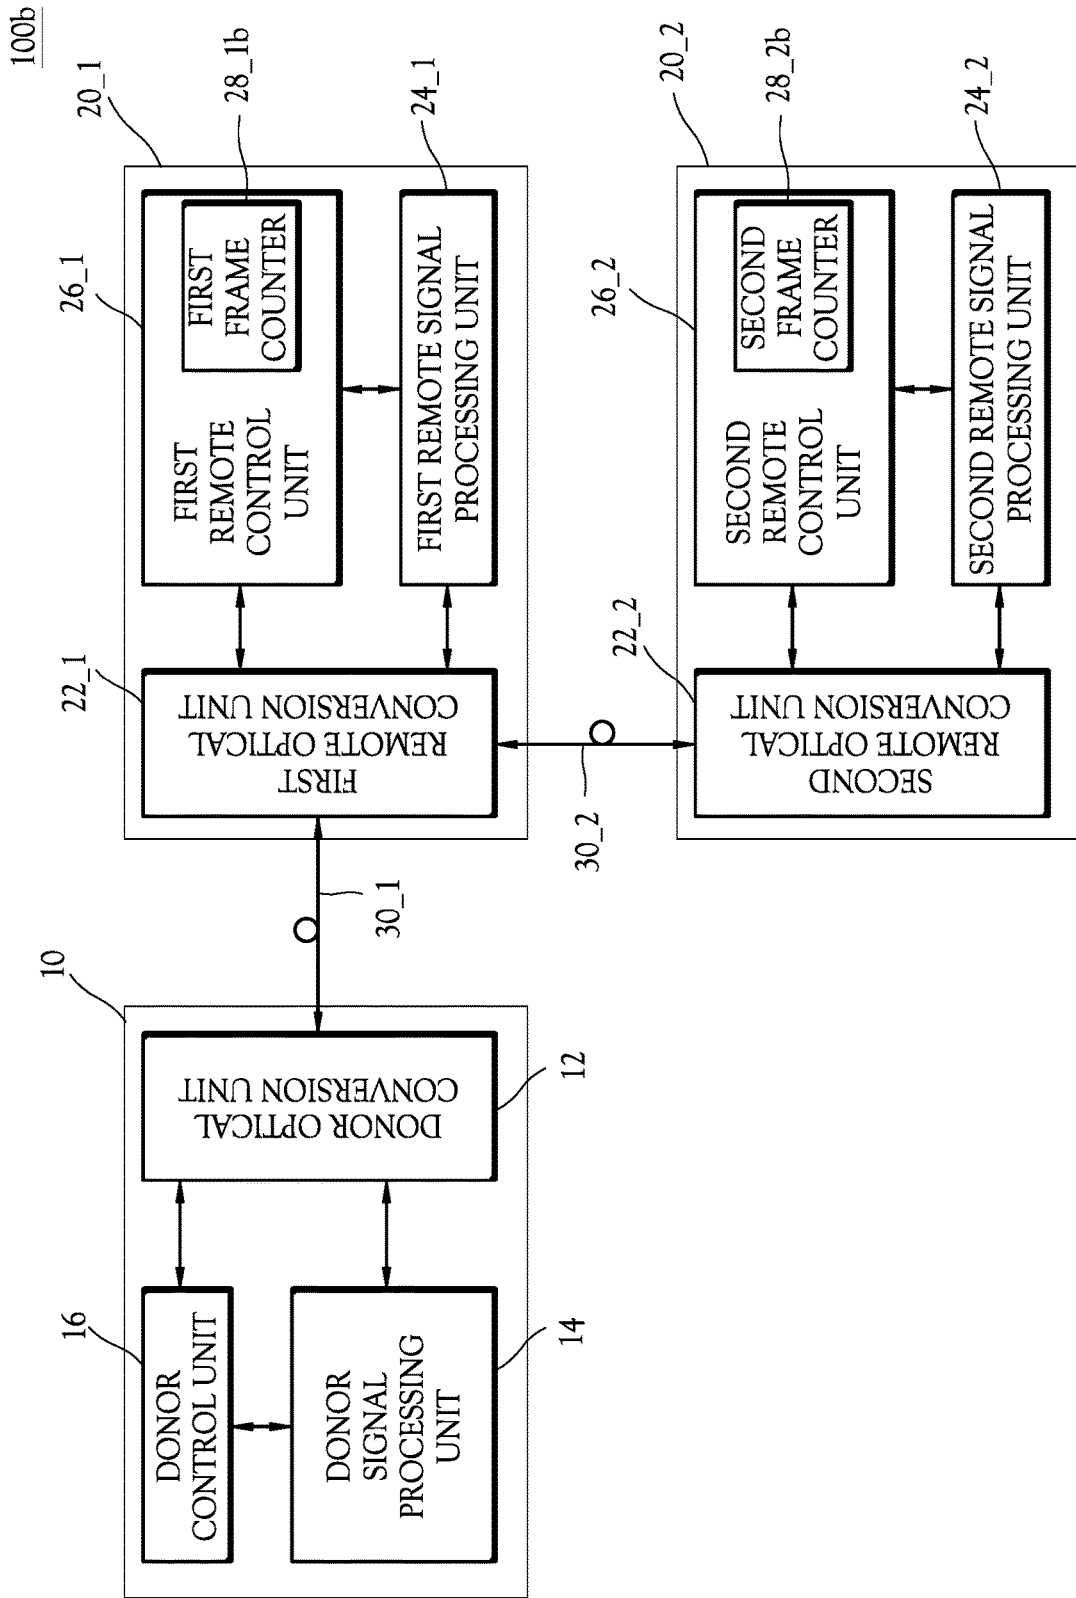 100b
10
16
DONOR
CONTROL UNIT
DONOR
SIGNAL
PROCESSING
UNIT
14
DONOR OPTICAL
CONVERSION UNIT
12
30_1
20_1
22_1
FIRST
REMOTE OPTICAL
CONVERSION UNIT
26_1
FIRST
REMOTE
CONTROL
UNIT
FIRST
FRAME
COUNTER
28_1b
FIRST REMOTE SIGNAL
PROCESSING UNIT
24_1
30_2
20_2
22_2
SECOND
REMOTE OPTICAL
CONVERSION UNIT
26_2
SECOND
REMOTE
CONTROL
UNIT
SECOND
FRAME
COUNTER
28_2b
SECOND REMOTE SIGNAL
PROCESSING UNIT
24_2